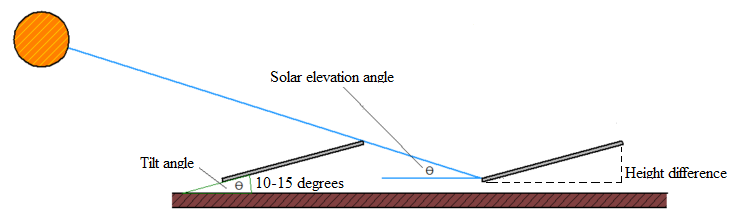 Solar elevation angle
Θ
Tilt angle
Θ
10-15 degrees
Height difference